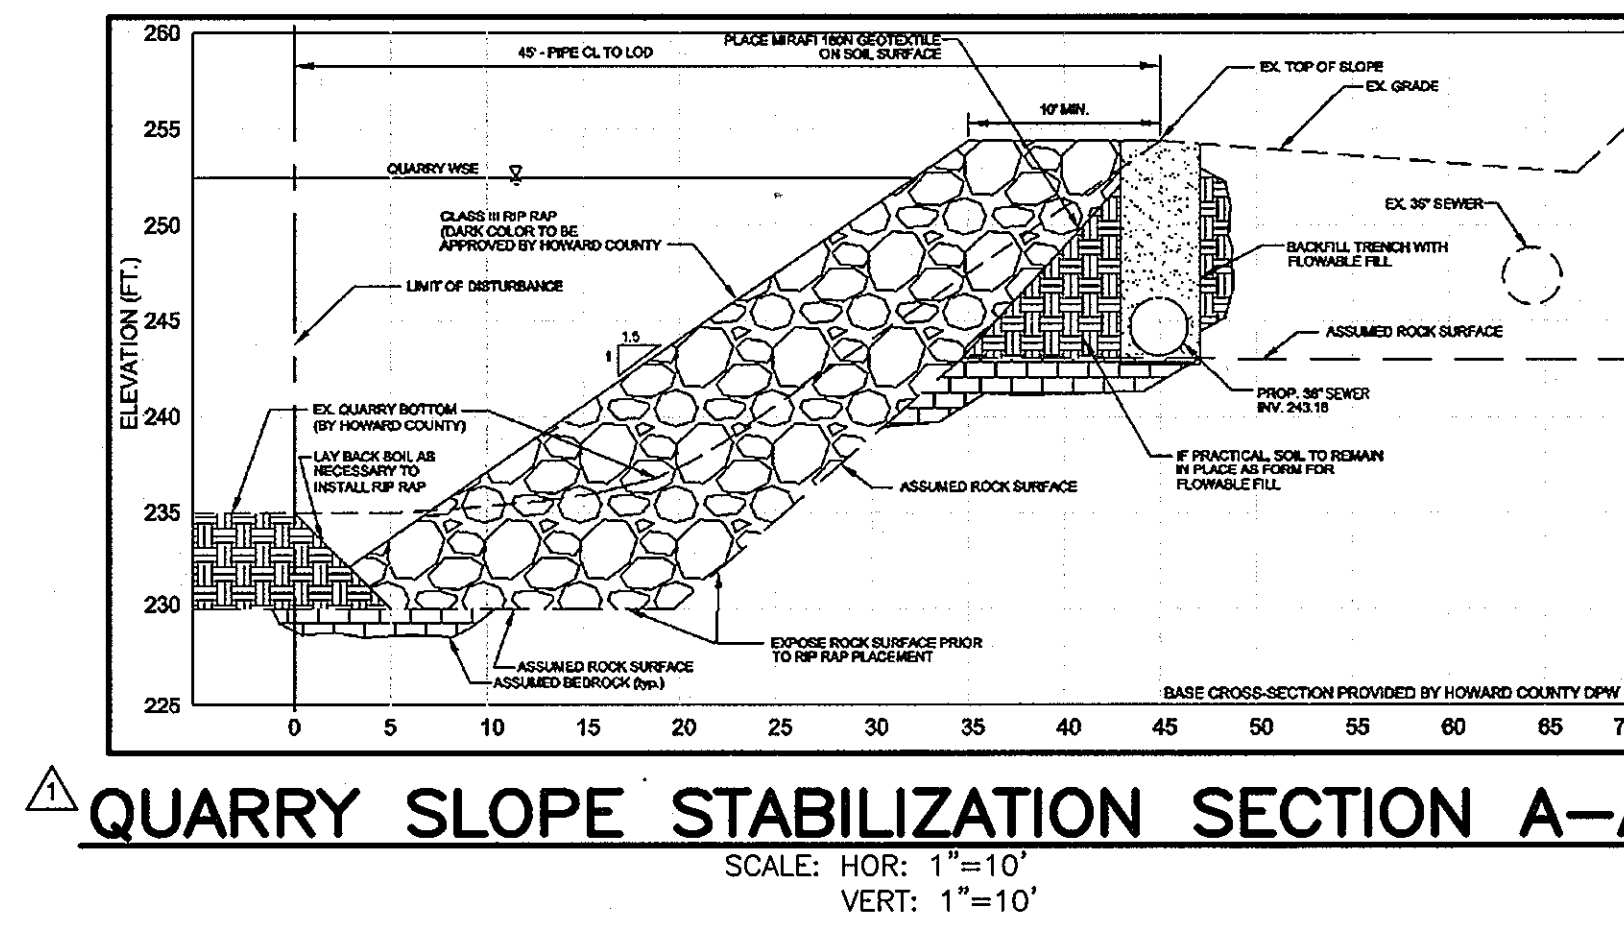 260
255
250
245
240
235
230
225
ELEVATION (FT.)
45' - PIPE CL TO LOD
PLACE MIRAFI 180N GEOTEXTILE
ON SOIL SURFACE
EX. TOP OF SLOPE
EX. GRADE
10' MIN.
QUARRY WSE
CLASS III RIP RAP
(DARK COLOR TO BE
APPROVED BY HOWARD COUNTY
EX. 36" SEWER
BACKFILL TRENCH WITH
FLOWABLE FILL
LIMIT OF DISTURBANCE
ASSUMED ROCK SURFACE
1.5
1
PROP. 36" SEWER
INV. 243.16
EX. QUARRY BOTTOM
(BY HOWARD COUNTY)
LAY BACK SOIL AS
NECESSARY TO
INSTALL RIP RAP
IF PRACTICAL, SOIL TO REMAIN
IN PLACE AS FORM FOR
FLOWABLE FILL
ASSUMED ROCK SURFACE
EXPOSE ROCK SURFACE PRIOR
TO RIP RAP PLACEMENT
ASSUMED ROCK SURFACE
ASSUMED BEDROCK (typ.)
BASE CROSS-SECTION PROVIDED BY HOWARD COUNTY DPW
0 5 10 15 20 25 30 35 40 45 50 55 60 65 7
1
QUARRY SLOPE STABILIZATION SECTION A-A
SCALE: HOR: 1"=10'
VERT: 1"=10'